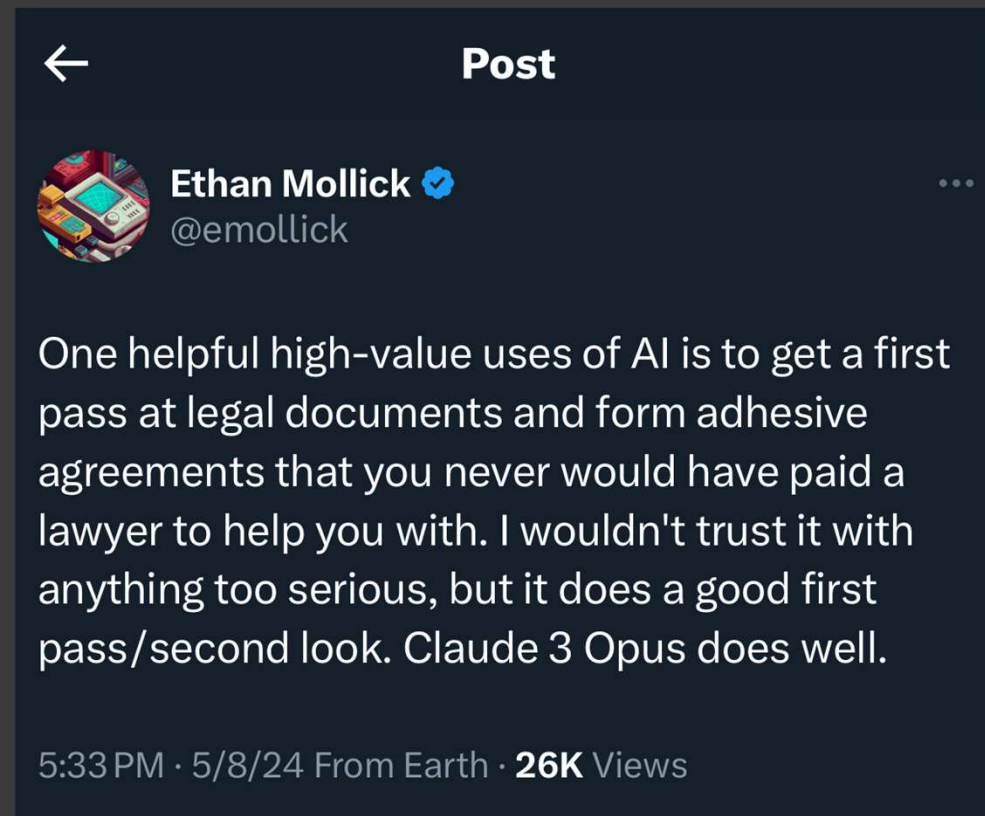 Post
Ethan Mollick
@emollick
One helpful high-value uses of AI is to get a first
pass at legal documents and form adhesive
agreements that you never would have paid a
lawyer to help you with. I wouldn't trust it with
anything too serious, but it does a good first
pass/second look. Claude 3 Opus does well.
5:33 PM · 5/8/24 From Earth · 26K Views